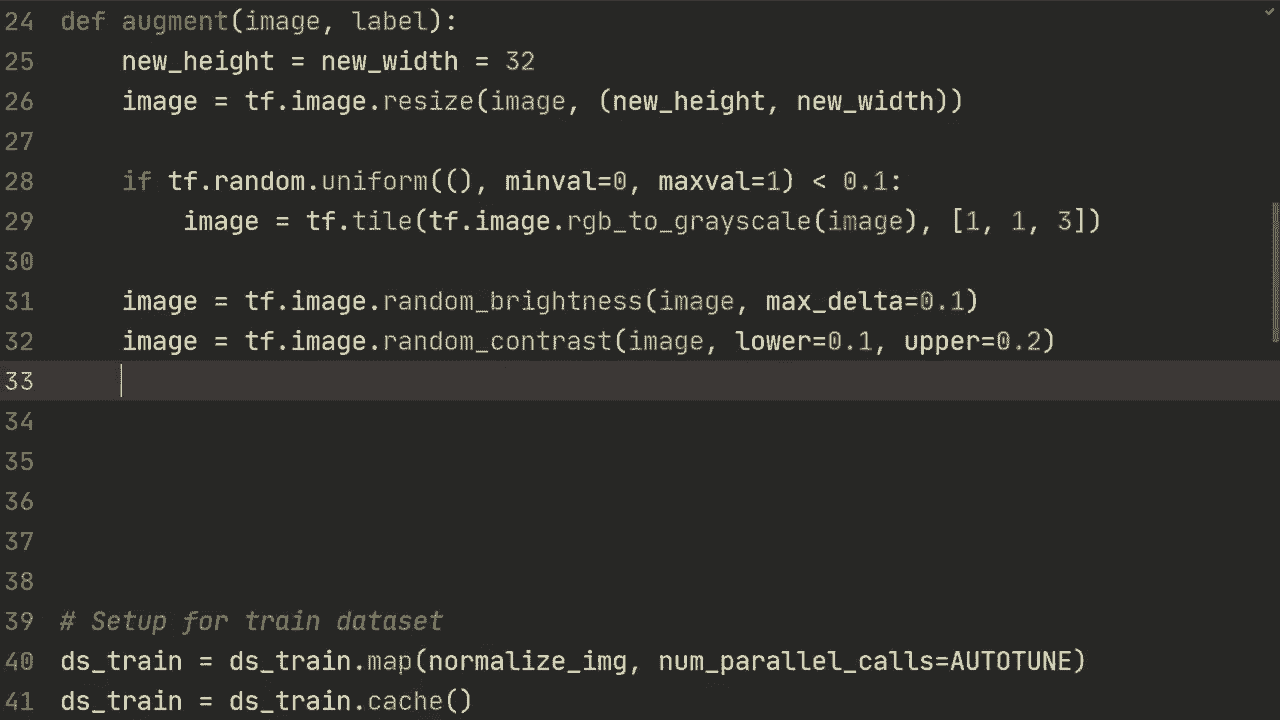 24 def augment(image, label):
25     new_height = new_width = 32
26     image = tf.image.resize(image, (new_height, new_width))
27
28     if tf.random.uniform((), minval=0, maxval=1) < 0.1:
29         image = tf.tile(tf.image.rgb_to_grayscale(image), [1, 1, 3])
30
31     image = tf.image.random_brightness(image, max_delta=0.1)
32     image = tf.image.random_contrast(image, lower=0.1, upper=0.2)
33
34
35
36
37
38
39 # Setup for train dataset
40 ds_train = ds_train.map(normalize_img, num_parallel_calls=AUTOTUNE)
41 ds_train = ds_train.cache()